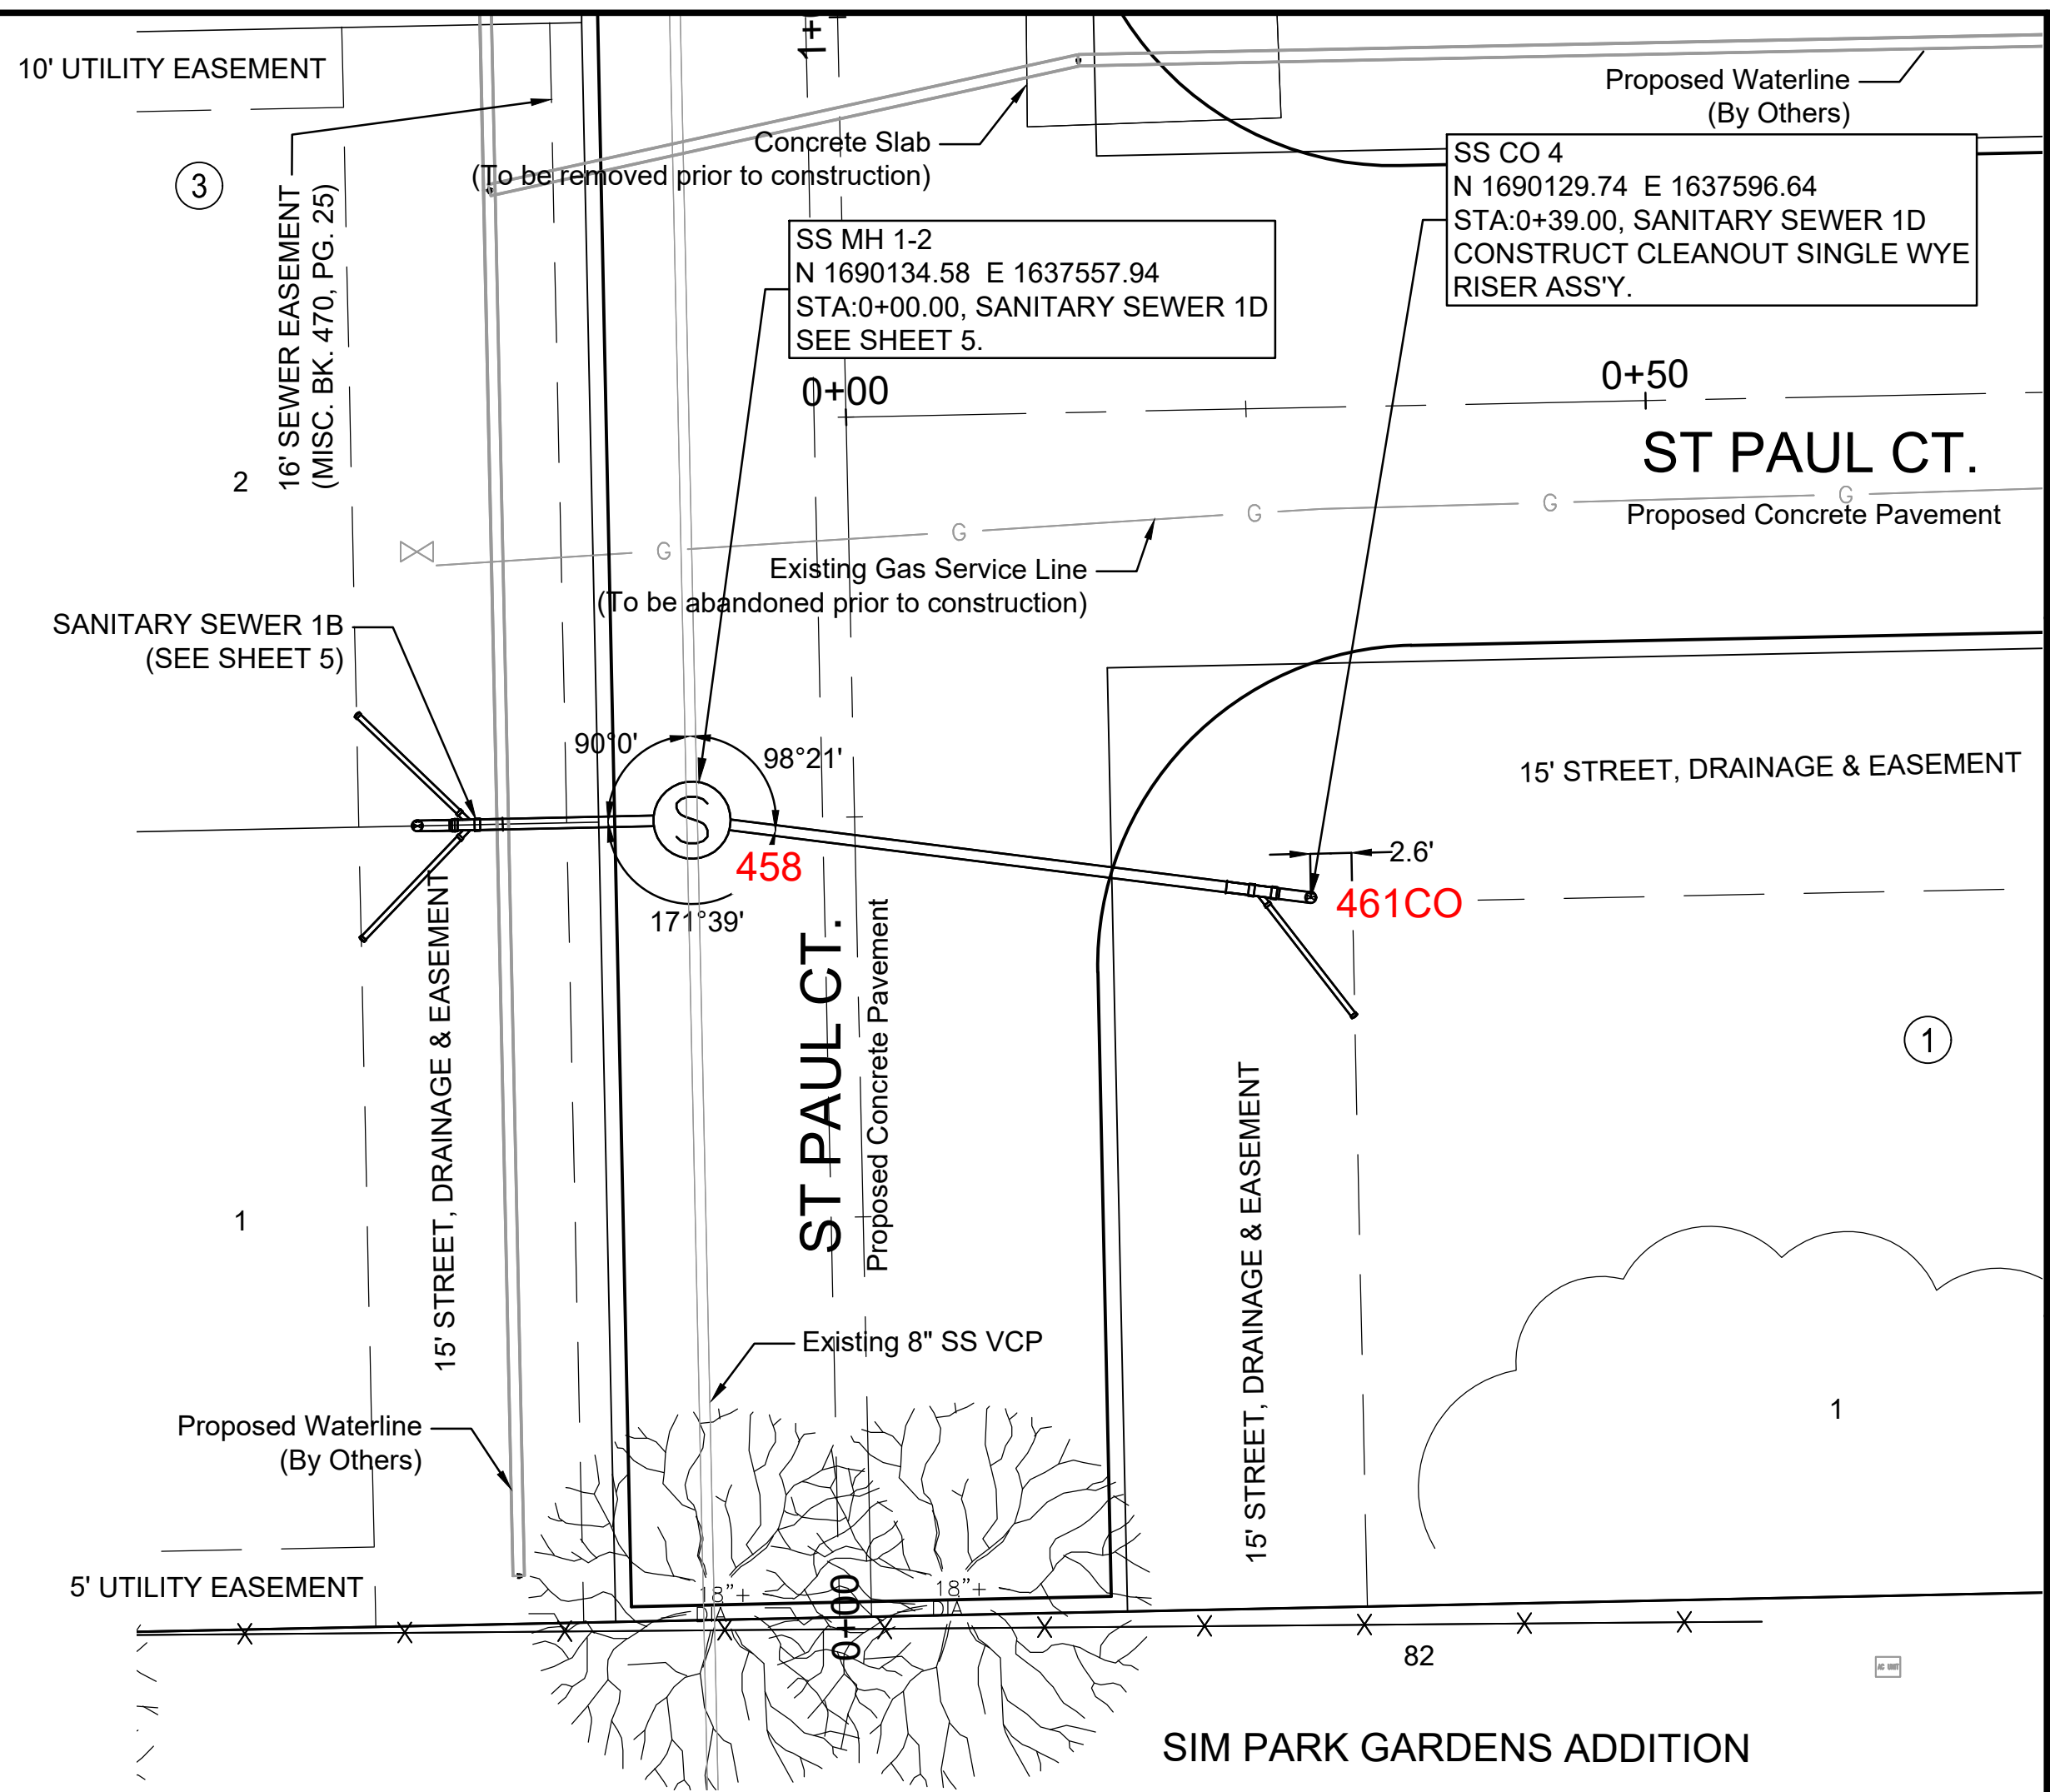 10' UTILITY EASEMENT
1+
Proposed Waterline
(By Others)
Concrete Slab
(To be removed prior to construction)
3
16' SEWER EASEMENT
(MISC. BK. 470, PG. 25)
SS CO 4
N 1690129.74  E 1637596.64
STA:0+39.00, SANITARY SEWER 1D
CONSTRUCT CLEANOUT SINGLE WYE
RISER ASS'Y.
SS MH 1-2
N 1690134.58  E 1637557.94
STA:0+00.00, SANITARY SEWER 1D
SEE SHEET 5.
0+00
0+50
ST PAUL CT.
Proposed Concrete Pavement
2
G G G G G
Existing Gas Service Line
(To be abandoned prior to construction)
SANITARY SEWER 1B
(SEE SHEET 5)
90°0'
98°21'
15' STREET, DRAINAGE & EASEMENT
S
458
171°39'
2.6'
461CO
15' STREET, DRAINAGE & EASEMENT
ST PAUL CT.
Proposed Concrete Pavement
15' STREET, DRAINAGE & EASEMENT
1
1
Existing 8" SS VCP
1
Proposed Waterline
(By Others)
5' UTILITY EASEMENT
18"+
DIA
18"+
DIA
0+00
82
AC UNIT
SIM PARK GARDENS ADDITION